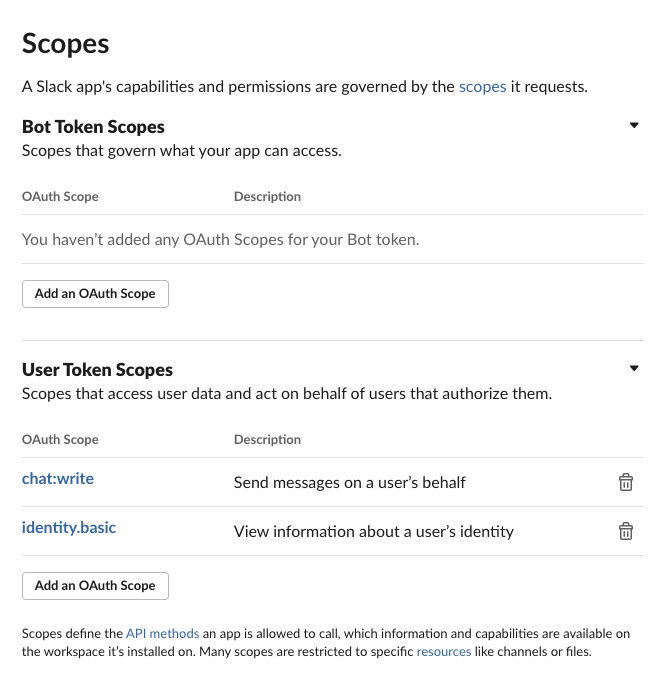 Scopes
A Slack app's capabilities and permissions are governed by the scopes it requests.
Bot Token Scopes
Scopes that govern what your app can access.
OAuth Scope Description
You haven’t added any OAuth Scopes for your Bot token.
Add an OAuth Scope
User Token Scopes
Scopes that access user data and act on behalf of users that authorize them.
OAuth Scope Description
chat:write Send messages on a user’s behalf
identity.basic View information about a user’s identity
Add an OAuth Scope
Scopes define the API methods an app is allowed to call, which information and capabilities are available on
the workspace it’s installed on. Many scopes are restricted to specific resources like channels or files.